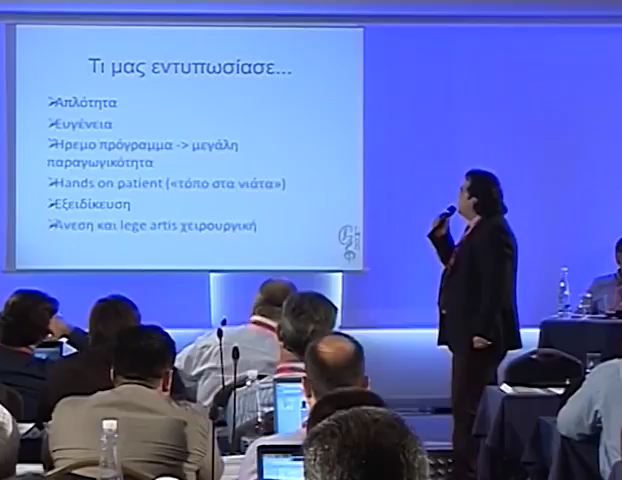 Τι μας εντυπωσίασε...
➤Απλότητα
➤Ευγένεια
➤Ήρεμο πρόγραμμα -> μεγάλη
παραγωγικότητα
➤Hands on patient («τόπο στα νιάτα»)
➤Εξειδίκευση
➤Άνεση και lege artis χειρουργική